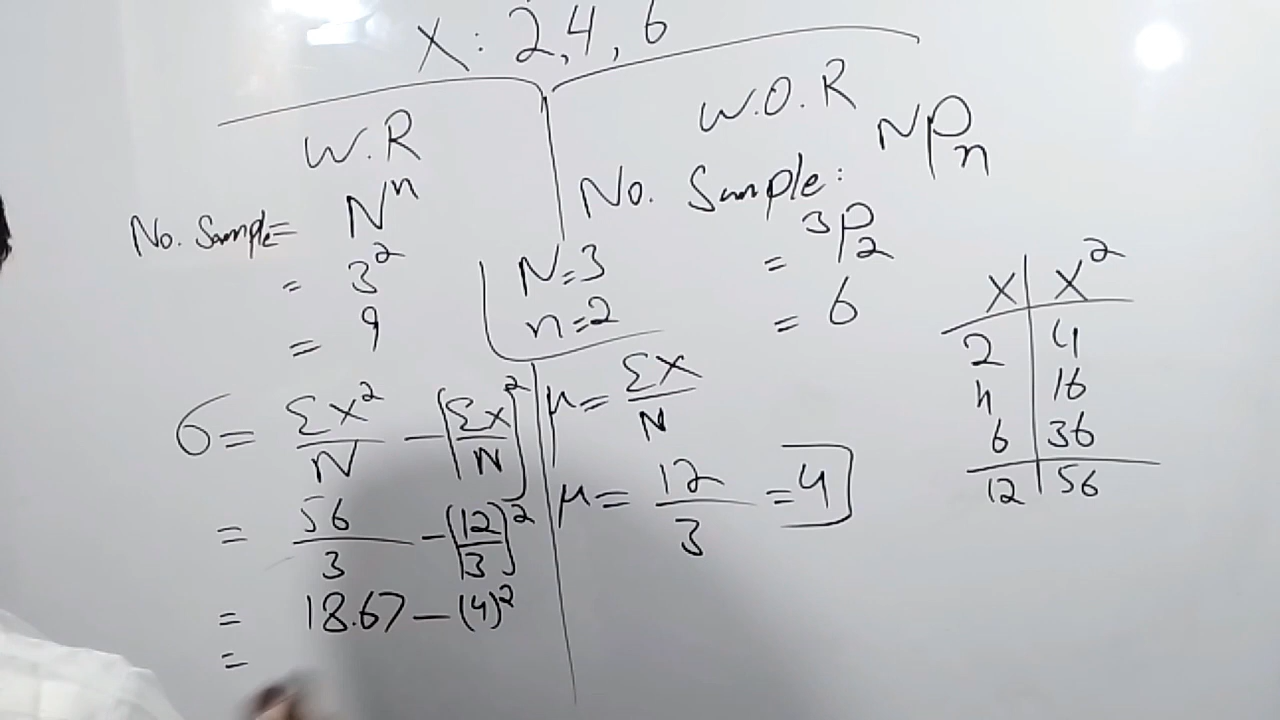 X: 2, 4, 6
W.R
No. Sample = Nⁿ
= 3²
= 9
N=3
n=2
W.O.R
No. Sample: NPn
= 3P2
= 6
6 = ΣX²/N - (ΣX/N)²
= 56/3 - (12/3)²
= 18.67 - (4)²
=
μ = ΣX/N
μ = 12/3 = 4
X | X²
2 | 4
4 | 16
6 | 36
12 | 56